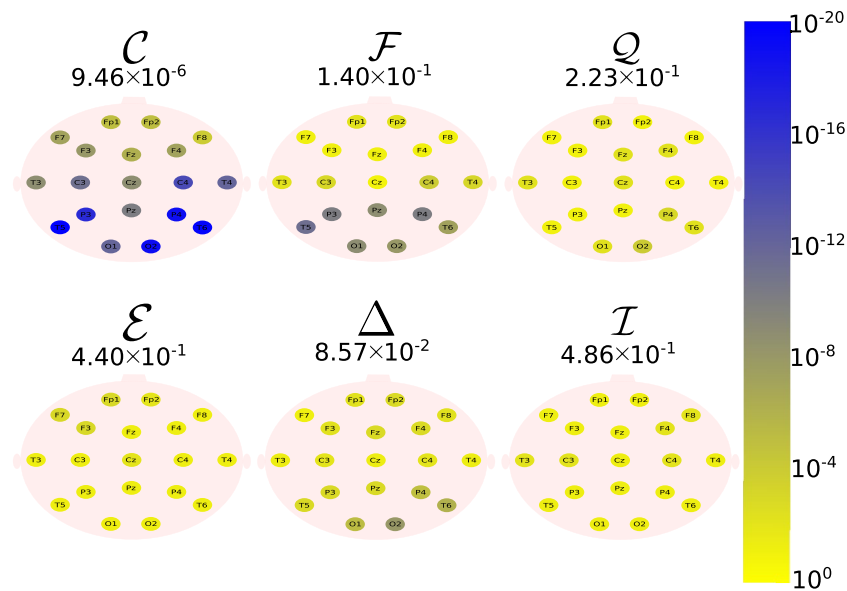 𝒞 ℱ 𝒬
9.46×10⁻⁶ 1.40×10⁻¹ 2.23×10⁻¹
Fp1 Fp2 Fp1 Fp2 Fp1 Fp2
F7 F8 F7 F8 F7 F8
F3 Fz F4 F3 Fz F4 F3 Fz F4
T3 C3 Cz C4 T4 T3 C3 Cz C4 T4 T3 C3 Cz C4 T4
P3 Pz P4 P3 Pz P4 P3 Pz P4
T5 T6 T5 T6 T5 T6
O1 O2 O1 O2 O1 O2
ℰ Δ ℐ
4.40×10⁻¹ 8.57×10⁻² 4.86×10⁻¹
Fp1 Fp2 Fp1 Fp2 Fp1 Fp2
F7 F8 F7 F8 F7 F8
F3 Fz F4 F3 Fz F4 F3 Fz F4
T3 C3 Cz C4 T4 T3 C3 Cz C4 T4 T3 C3 Cz C4 T4
P3 Pz P4 P3 Pz P4 P3 Pz P4
T5 T6 T5 T6 T5 T6
O1 O2 O1 O2 O1 O2
10⁻²⁰
10⁻¹⁶
10⁻¹²
10⁻⁸
10⁻⁴
10⁰